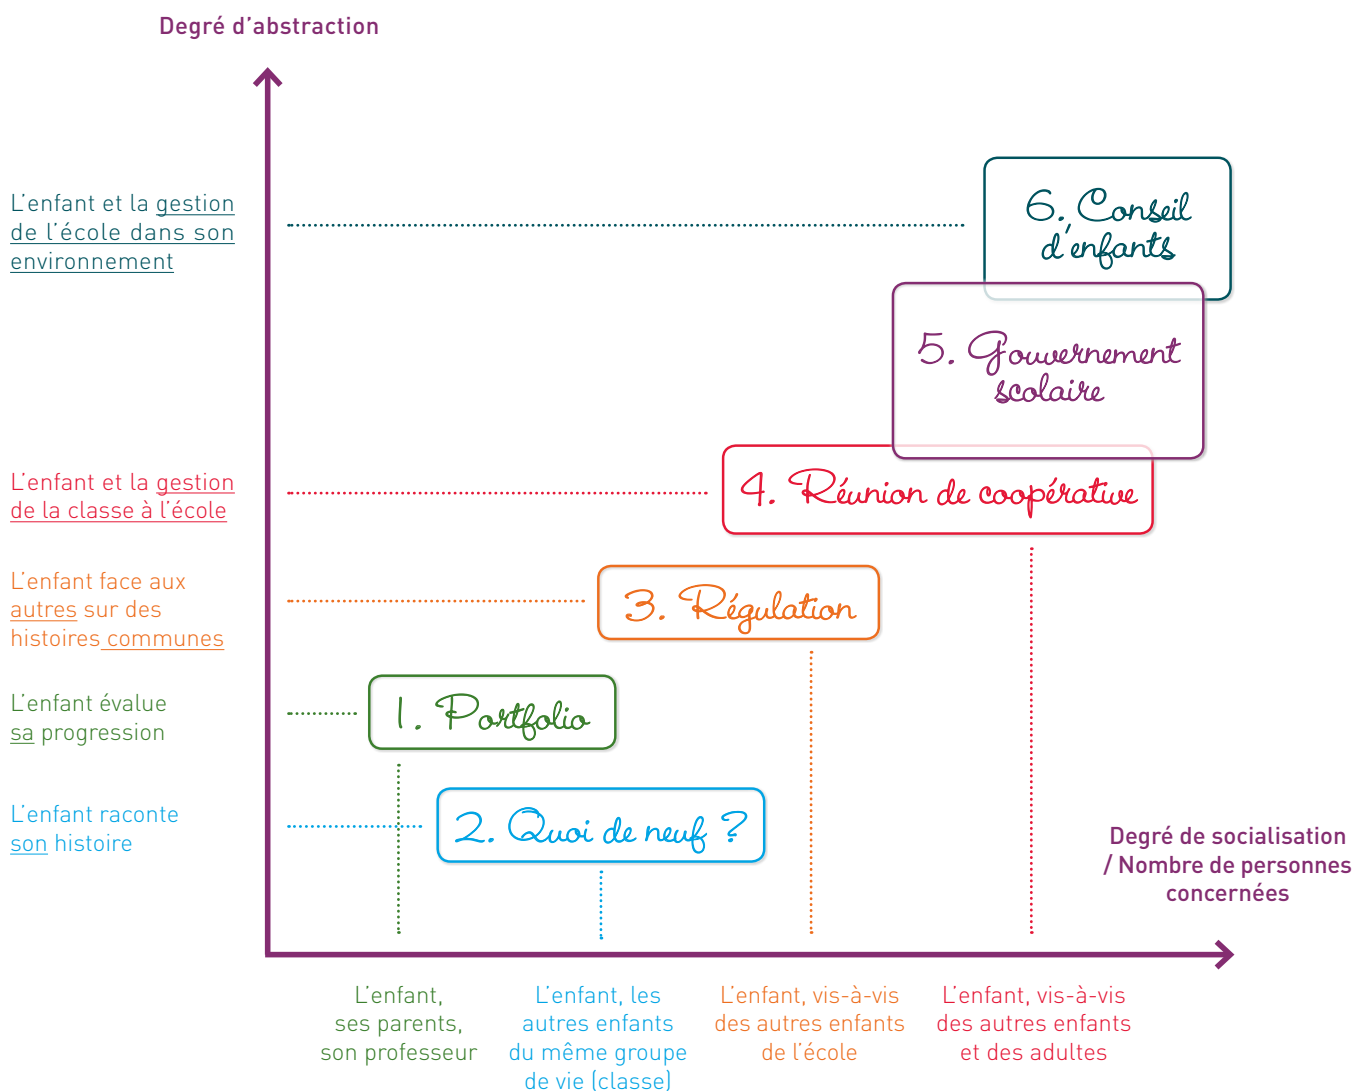 Degré d'abstraction
L'enfant et la gestion
de l'école dans son
environnement
6. Conseil
d'enfants
5. Gouvernement
scolaire
L'enfant et la gestion
de la classe à l'école
4. Réunion de coopérative
L'enfant face aux
autres sur des
histoires communes
3. Régulation
L'enfant évalue
sa progression
1. Portfolio
L'enfant raconte
son histoire
2. Quoi de neuf ?
Degré de socialisation
/ Nombre de personnes
concernées
L'enfant,
ses parents,
son professeur
L'enfant, les
autres enfants
du même groupe
de vie (classe)
L'enfant, vis-à-vis
des autres enfants
de l'école
L'enfant, vis-à-vis
des autres enfants
et des adultes